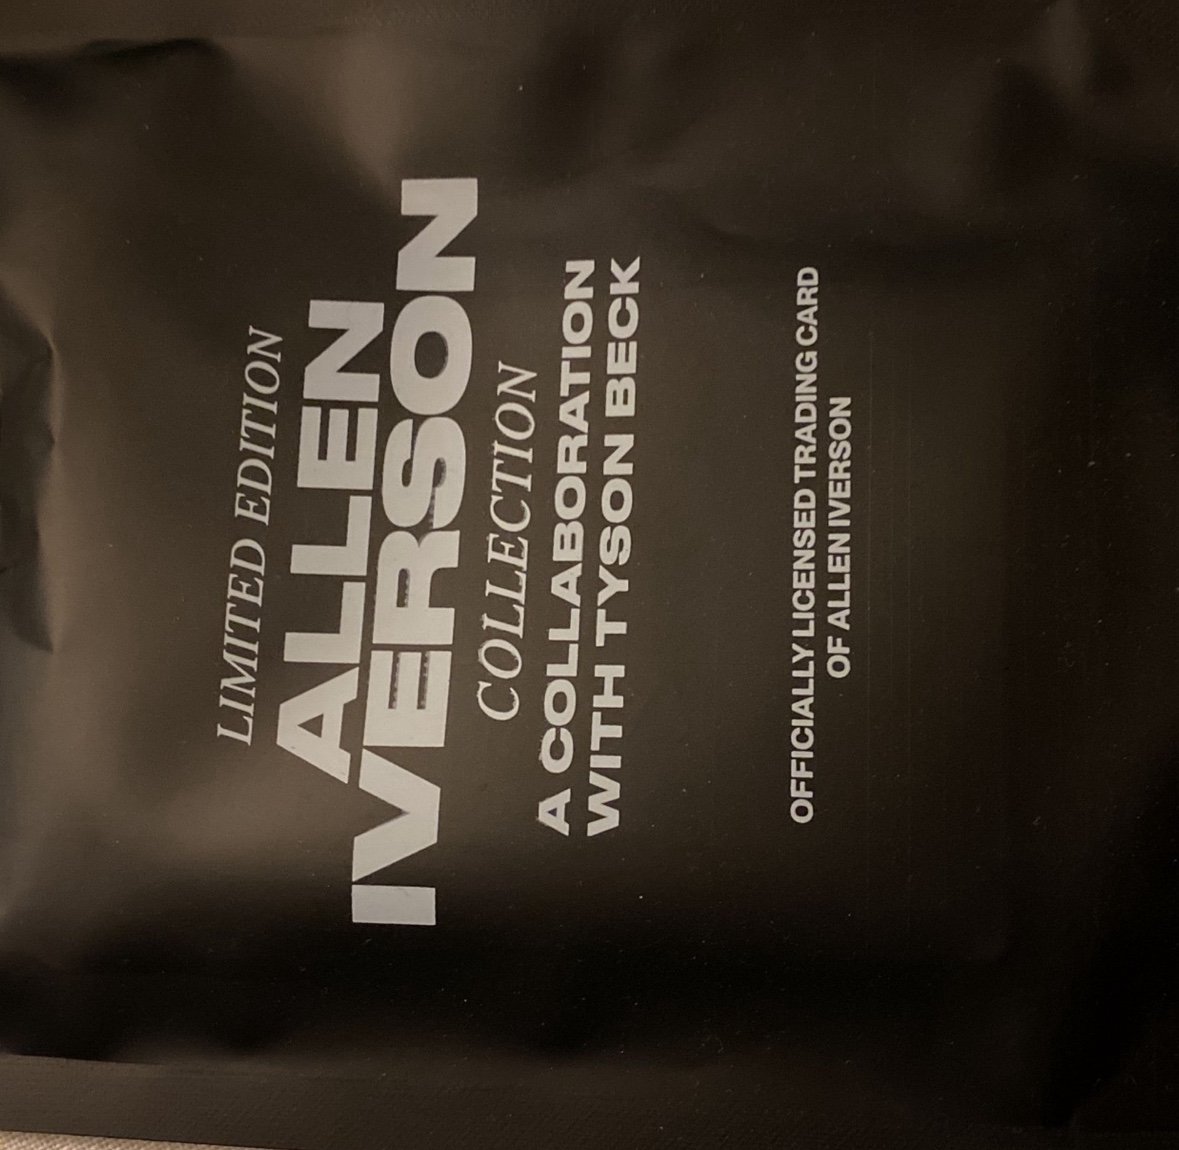 LIMITED EDITION
ALLEN
IVERSON
COLLECTION
A COLLABORATION
WITH TYSON BECK
OFFICIALLY LICENSED TRADING CARD
OF ALLEN IVERSON